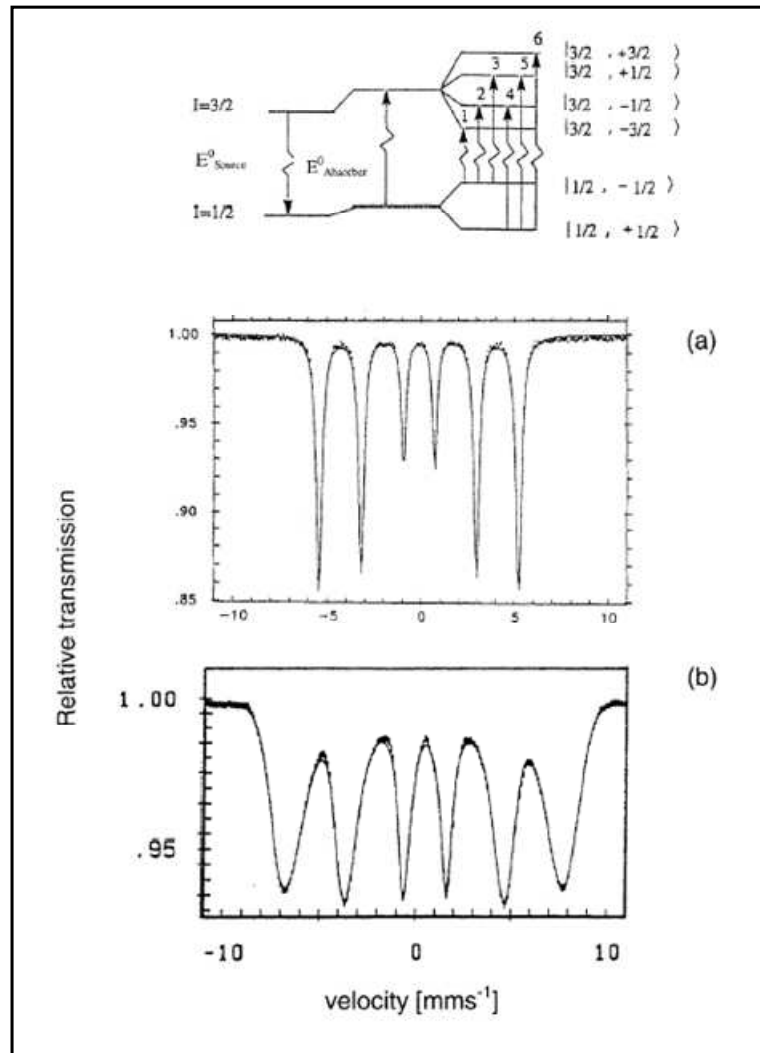 6
|3/2 , +3/2 ⟩
3 5
|3/2 , +1/2 ⟩
I=3/2
2 4
|3/2 , -1/2 ⟩
1
|3/2 , -3/2 ⟩
E⁰Source
E⁰Absorber
|1/2 , - 1/2 ⟩
I=1/2
|1/2 , +1/2 ⟩
(a)
1.00
.95
.90
.85
-10 -5 0 5 10
Relative transmission
(b)
1.00
.95
-10 0 10
velocity [mms⁻¹]